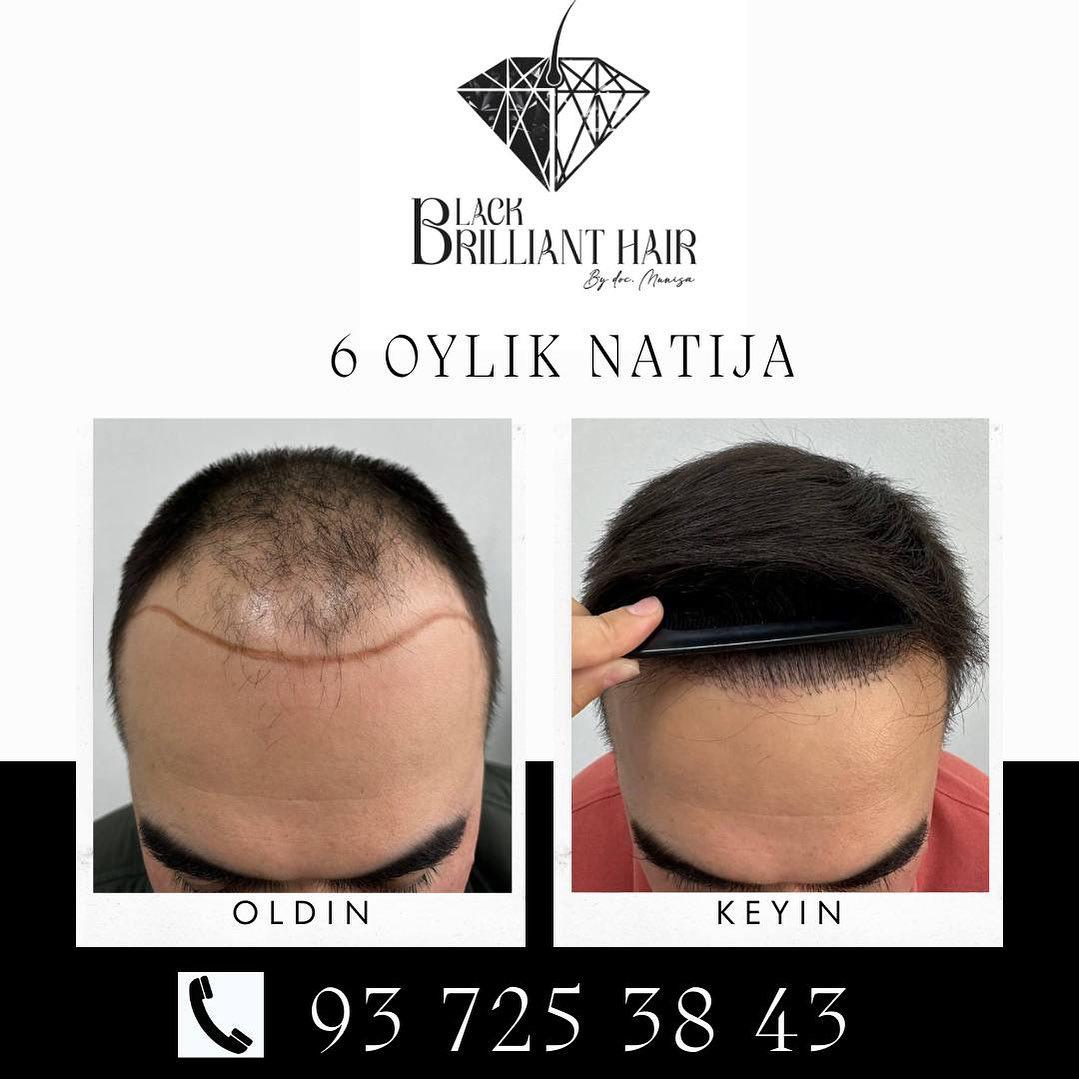 BLACK
BRILLIANT HAIR
By doc. Munisa
6 OYLIK NATIJA
OLDIN
KEYIN
93 725 38 43